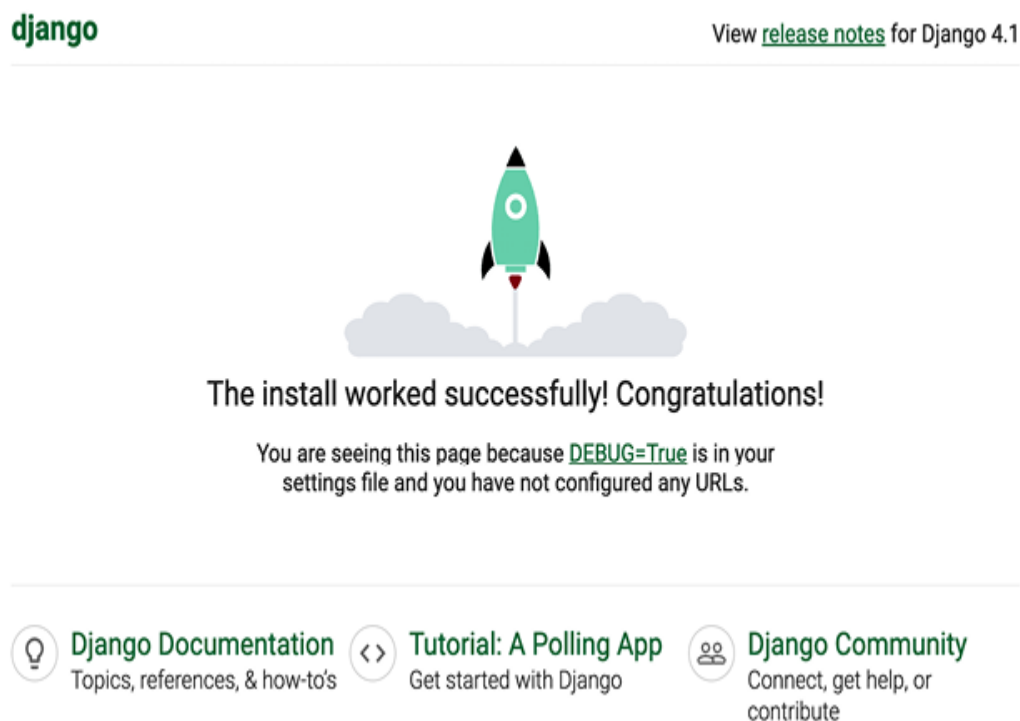 django
View release notes for Django 4.1
The install worked successfully! Congratulations!
You are seeing this page because DEBUG=True is in your
settings file and you have not configured any URLs.
Django Documentation
Topics, references, & how-to's
Tutorial: A Polling App
Get started with Django
Django Community
Connect, get help, or
contribute